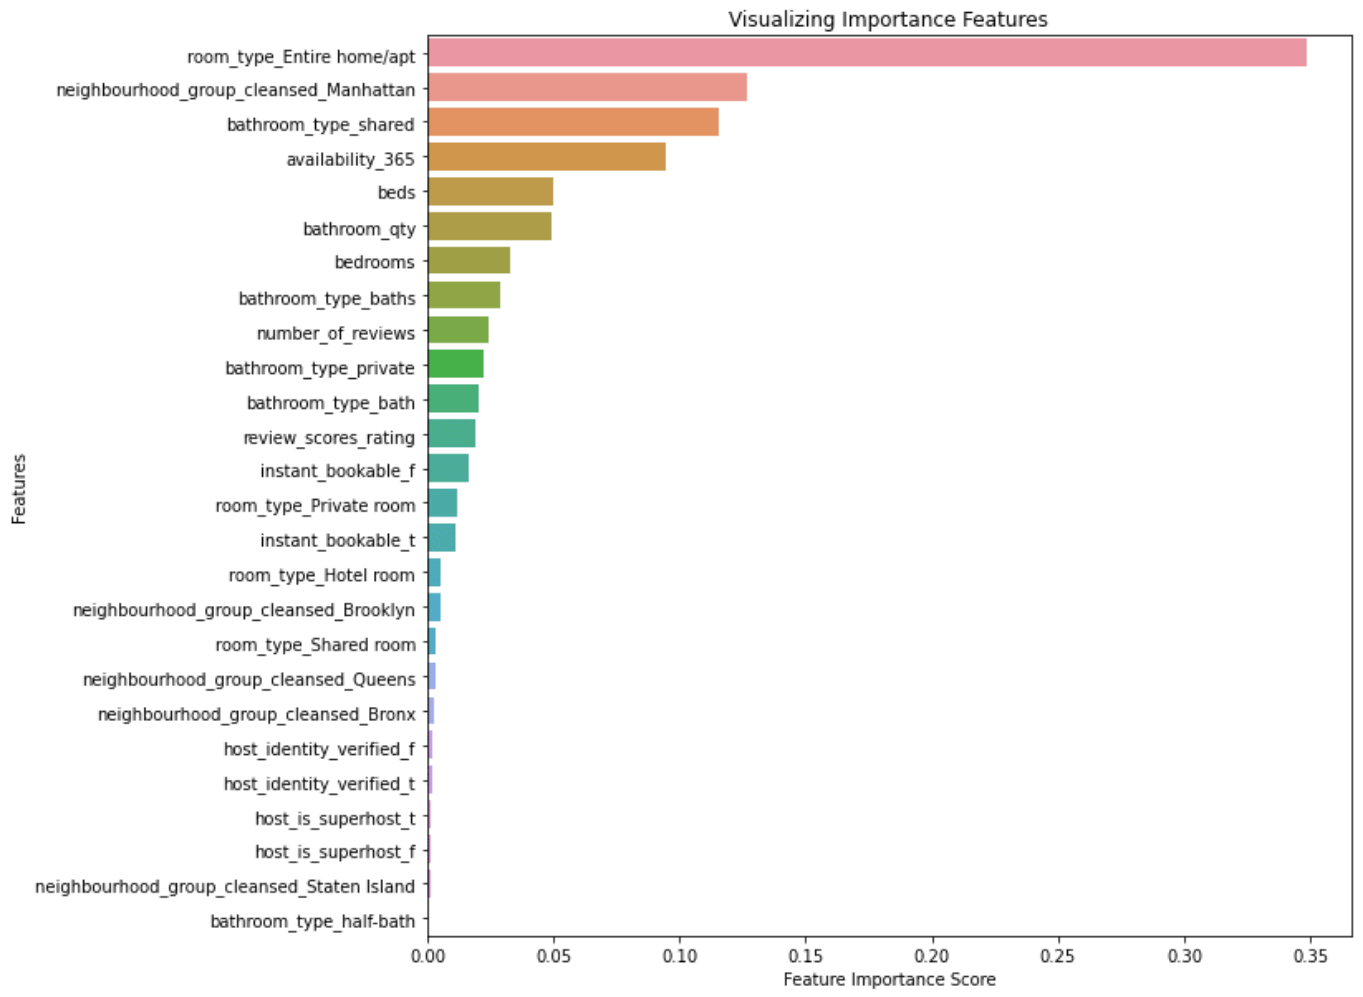 Visualizing Importance Features
room_type_Entire home/apt
neighbourhood_group_cleansed_Manhattan
bathroom_type_shared
availability_365
beds
bathroom_qty
bedrooms
bathroom_type_baths
number_of_reviews
bathroom_type_private
bathroom_type_bath
review_scores_rating
instant_bookable_f
room_type_Private room
instant_bookable_t
room_type_Hotel room
neighbourhood_group_cleansed_Brooklyn
room_type_Shared room
neighbourhood_group_cleansed_Queens
neighbourhood_group_cleansed_Bronx
host_identity_verified_f
host_identity_verified_t
host_is_superhost_t
host_is_superhost_f
neighbourhood_group_cleansed_Staten Island
bathroom_type_half-bath
Features
0.00 0.05 0.10 0.15 0.20 0.25 0.30 0.35
Feature Importance Score